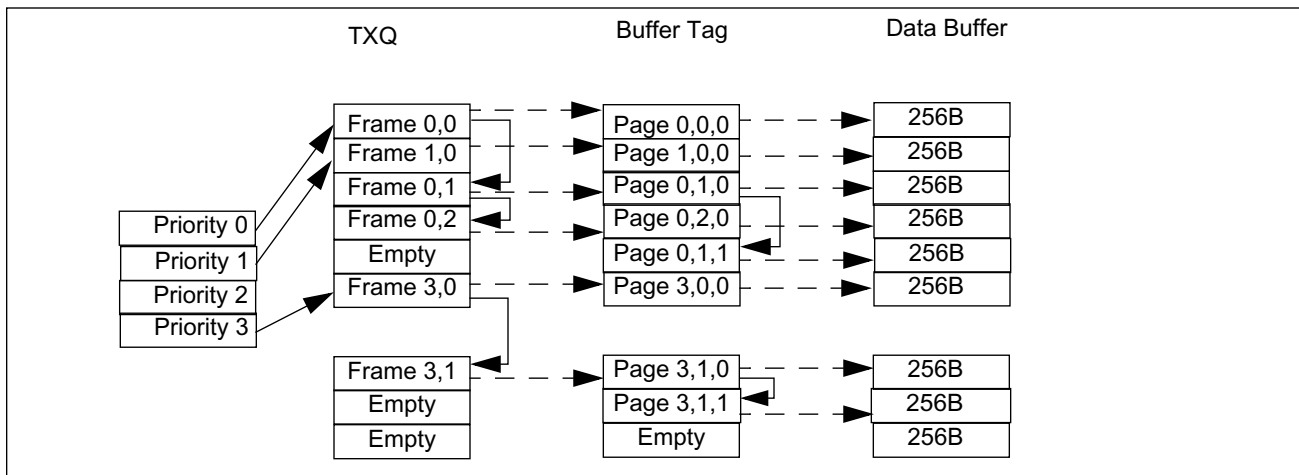 TXQ
Buffer Tag
Data Buffer
Frame 0,0
Page 0,0,0
256B
Frame 1,0
Page 1,0,0
256B
Frame 0,1
Page 0,1,0
256B
Priority 0
Frame 0,2
Page 0,2,0
256B
Priority 1
Empty
Page 0,1,1
256B
Priority 2
Frame 3,0
Page 3,0,0
256B
Priority 3
Frame 3,1
Page 3,1,0
256B
Empty
Page 3,1,1
256B
Empty
Empty
256B